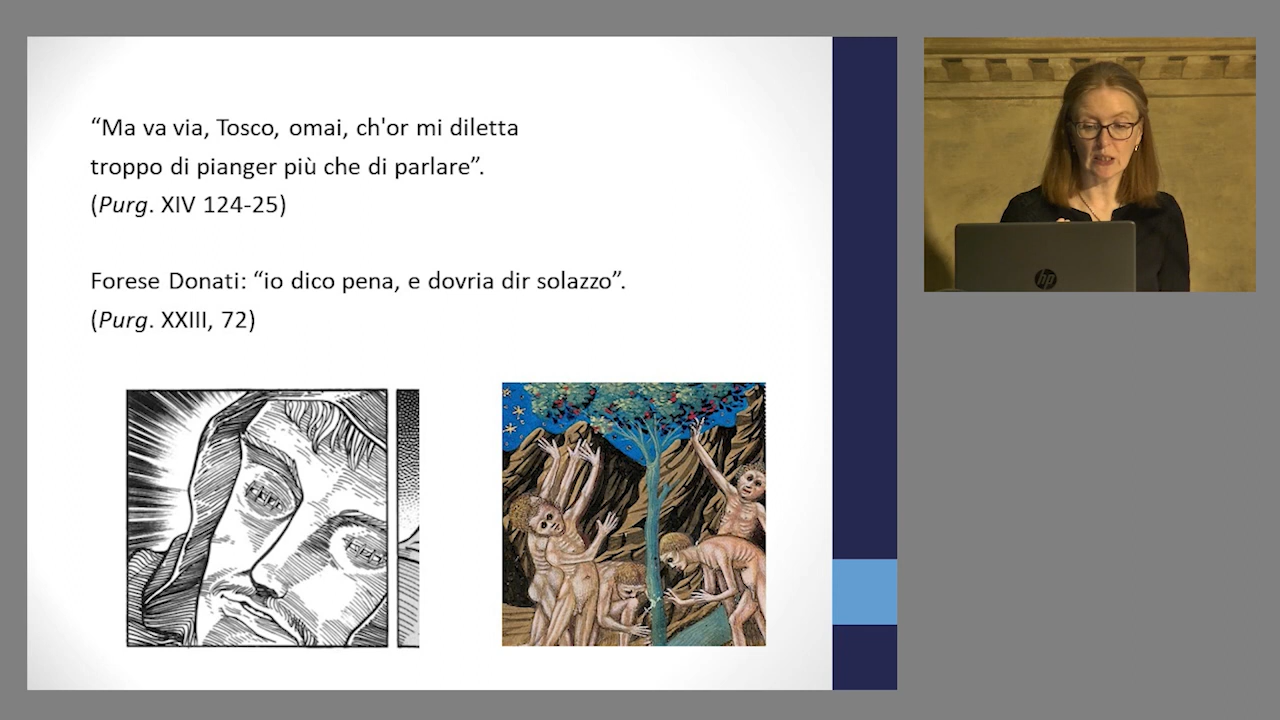 “Ma va via, Tosco, omai, ch'or mi diletta
troppo di pianger più che di parlare”.
(Purg. XIV 124-25)
Forese Donati: “io dico pena, e dovria dir solazzo”.
(Purg. XXIII, 72)
hp